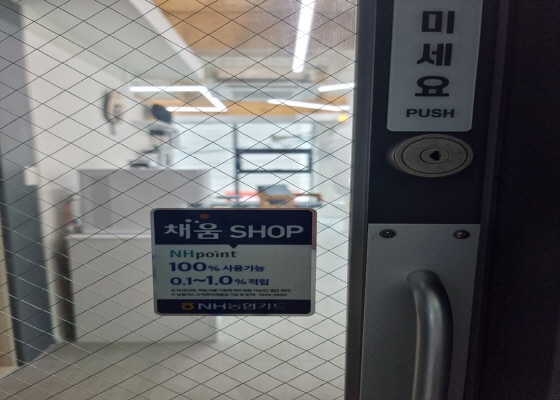 미세요
PUSH
채움 SHOP
NHpoint
100% 사용가능
0.1~1.0% 적립
NH농협카드